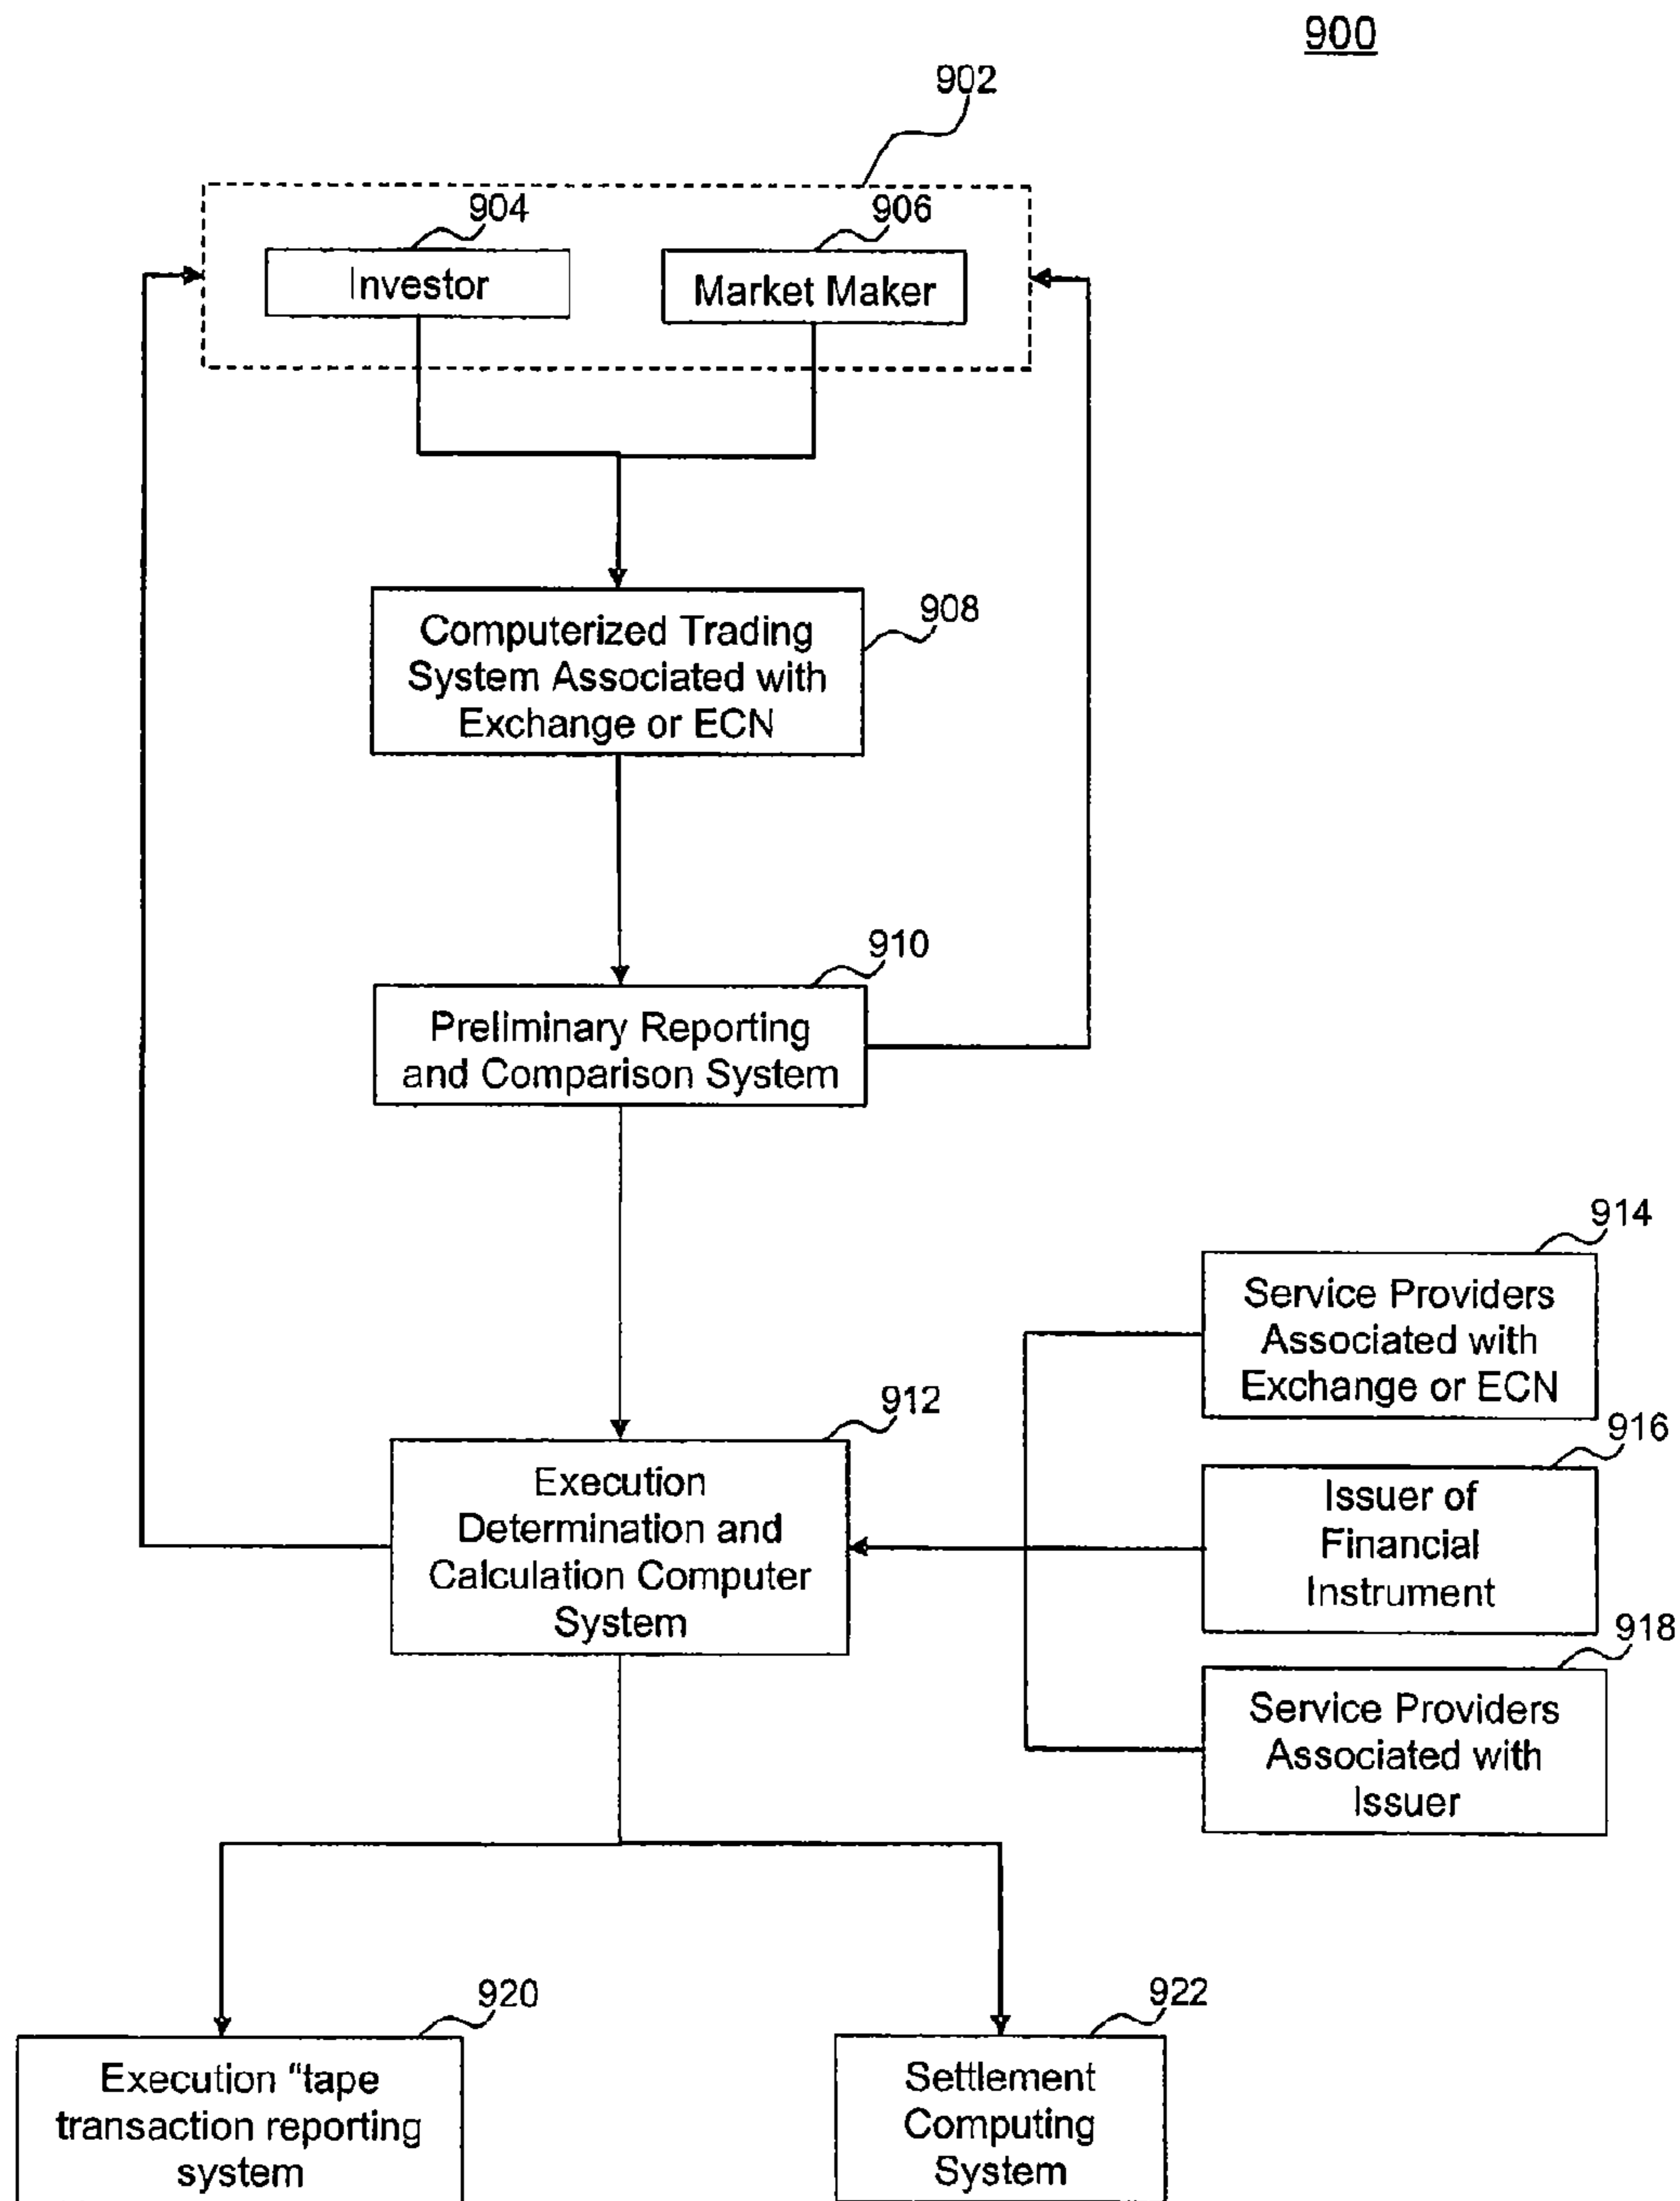 900
902
904
906
Investor
Market Maker
908
Computerized Trading
System Associated with
Exchange or ECN
910
Preliminary Reporting
and Comparison System
914
Service Providers
Associated with
Exchange or ECN
912
Execution
Determination and
Calculation Computer
System
916
Issuer of
Financial
Instrument
918
Service Providers
Associated with
Issuer
920
Execution “tape
transaction reporting
system
922
Settlement
Computing
System